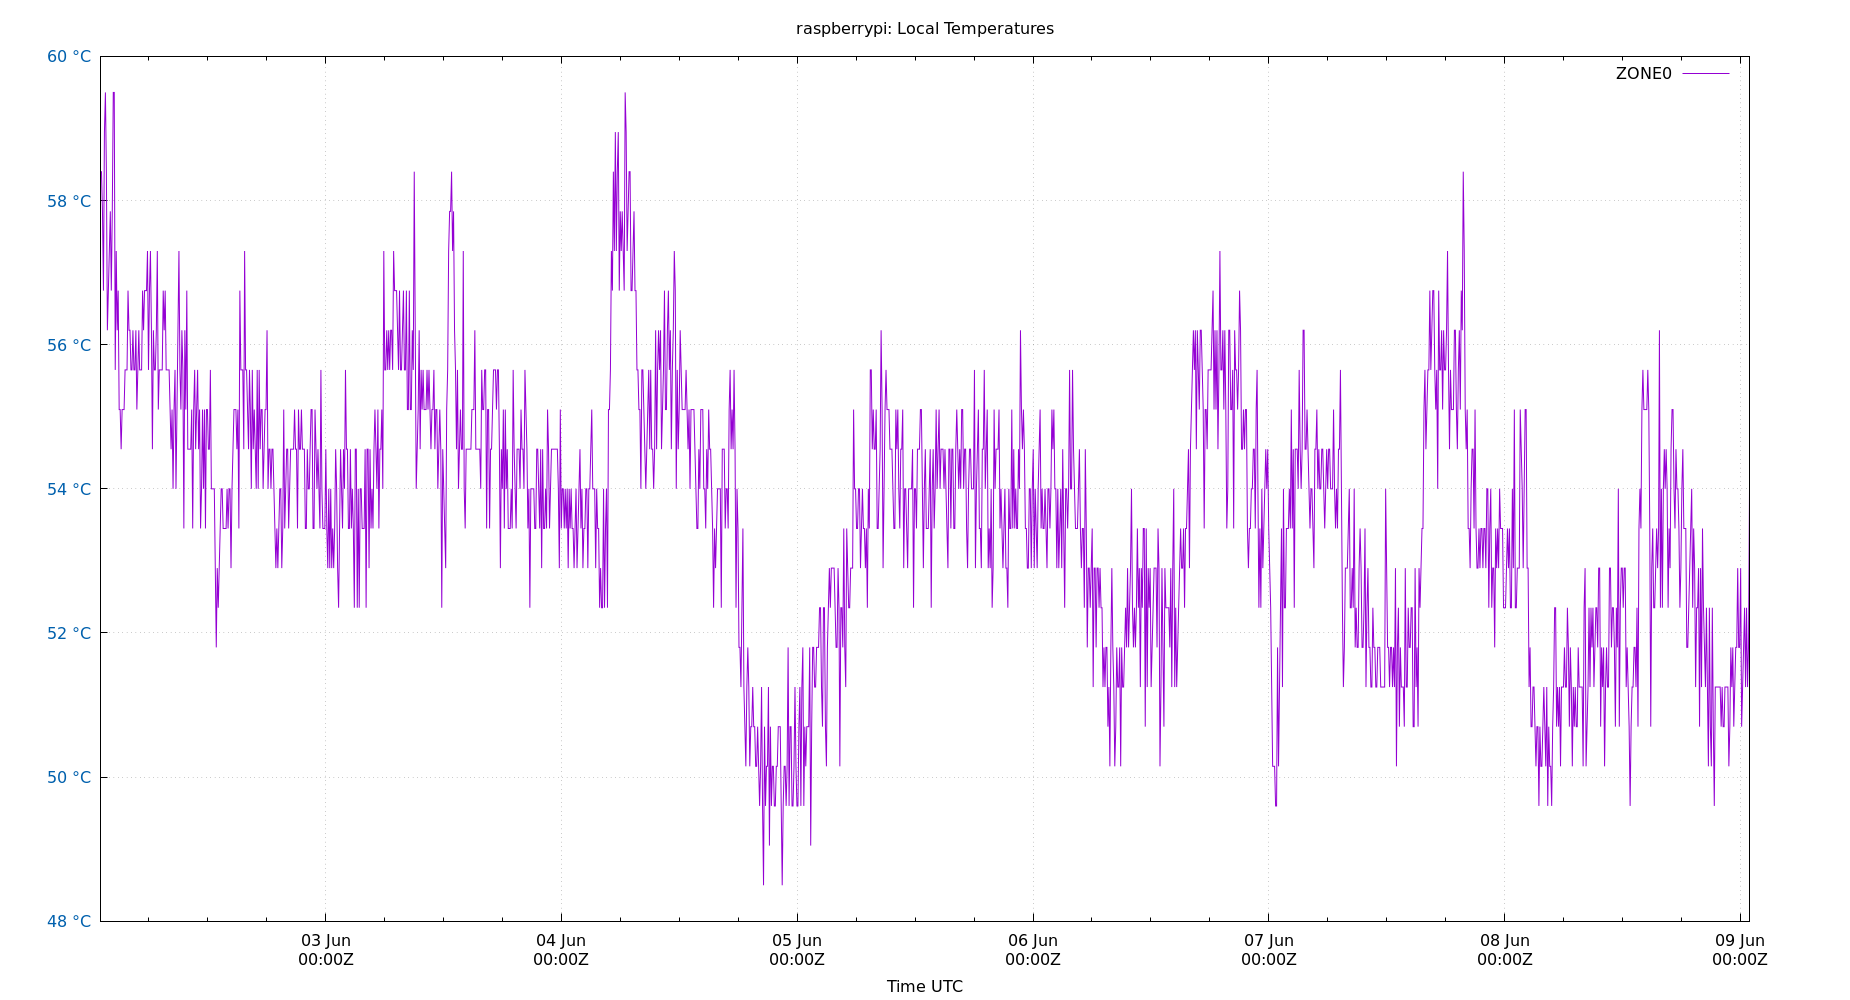 raspberrypi: Local Temperatures
60 °C
ZONE0
58 °C
56 °C
54 °C
52 °C
50 °C
48 °C
03 Jun
00:00Z
04 Jun
00:00Z
05 Jun
00:00Z
06 Jun
00:00Z
07 Jun
00:00Z
08 Jun
00:00Z
09 Jun
00:00Z
Time UTC